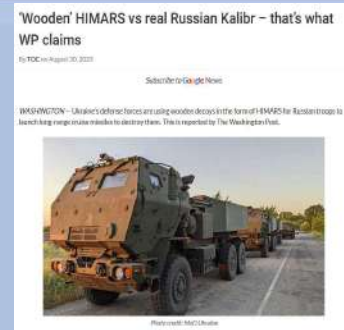 'Wooden' HIMARS vs real Russian Kalibr – that's what
WP claims
By TOC on August 30, 2022
Subscribe to Google News
WASHINGTON – Ukraine's defense forces are using wooden decoys in the form of HIMARS for Russian troops to
launch long-range cruise missiles to destroy them. This is reported by The Washington Post.
Photo credit: MoD Ukraine